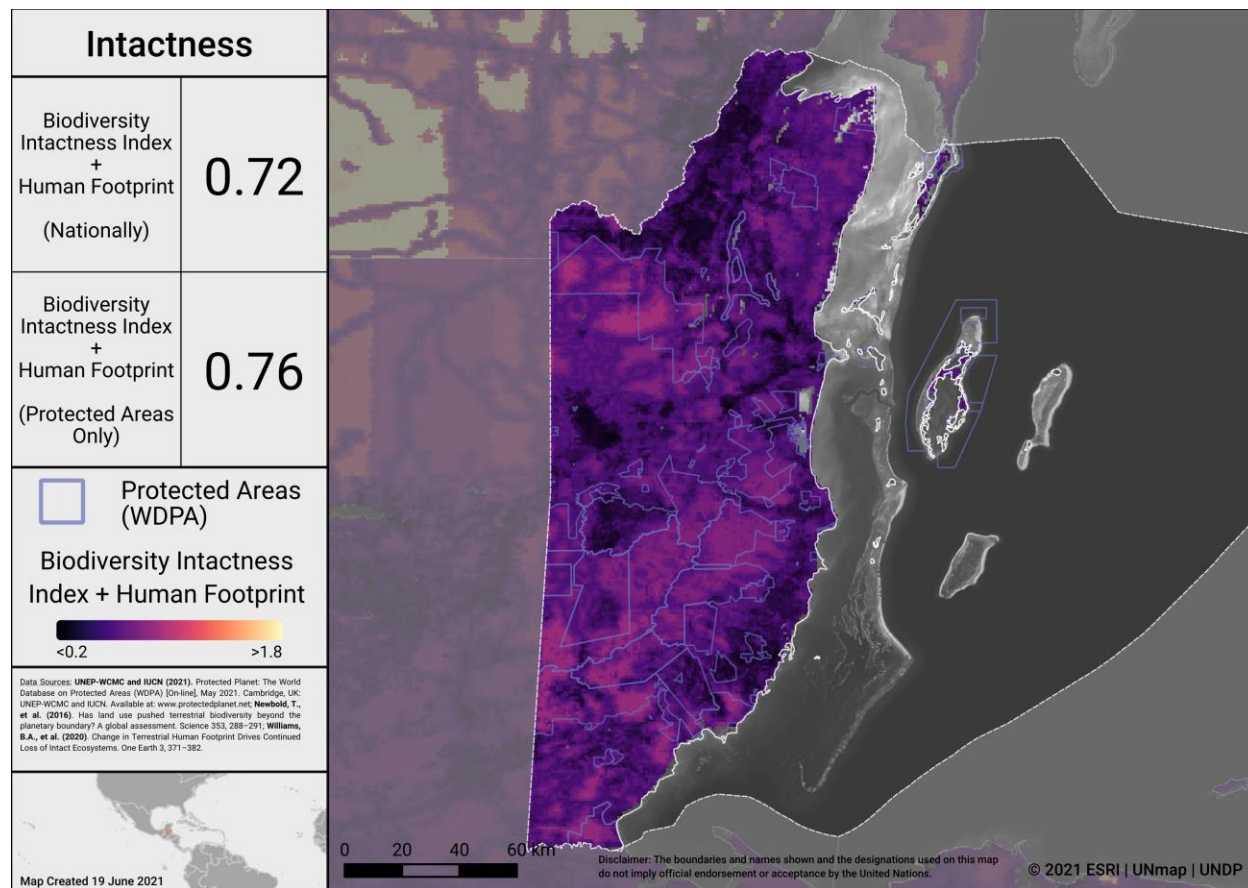 Intactness
Biodiversity
Intactness Index
+
Human Footprint
(Nationally)
0.72
Biodiversity
Intactness Index
+
Human Footprint
(Protected Areas
Only)
0.76
Protected Areas
(WDPA)
Biodiversity Intactness
Index + Human Footprint
<0.2
>1.8
Data Sources: UNEP-WCMC and IUCN (2021). Protected Planet: The World
Database on Protected Areas (WDPA) [On-line], May 2021. Cambridge, UK:
UNEP-WCMC and IUCN. Available at: www.protectedplanet.net; Newbold, T.,
et al. (2016). Has land use pushed terrestrial biodiversity beyond the
planetary boundary? A global assessment. Science 353, 288–291; Williams,
B.A., et al. (2020). Change in Terrestrial Human Footprint Drives Continued
Loss of Intact Ecosystems. One Earth 3, 371–382.
Map Created 19 June 2021
0 20 40 60 km
Disclaimer: The boundaries and names shown and the designations used on this map
do not imply official endorsement or acceptance by the United Nations.
© 2021 ESRI | UNmap | UNDP